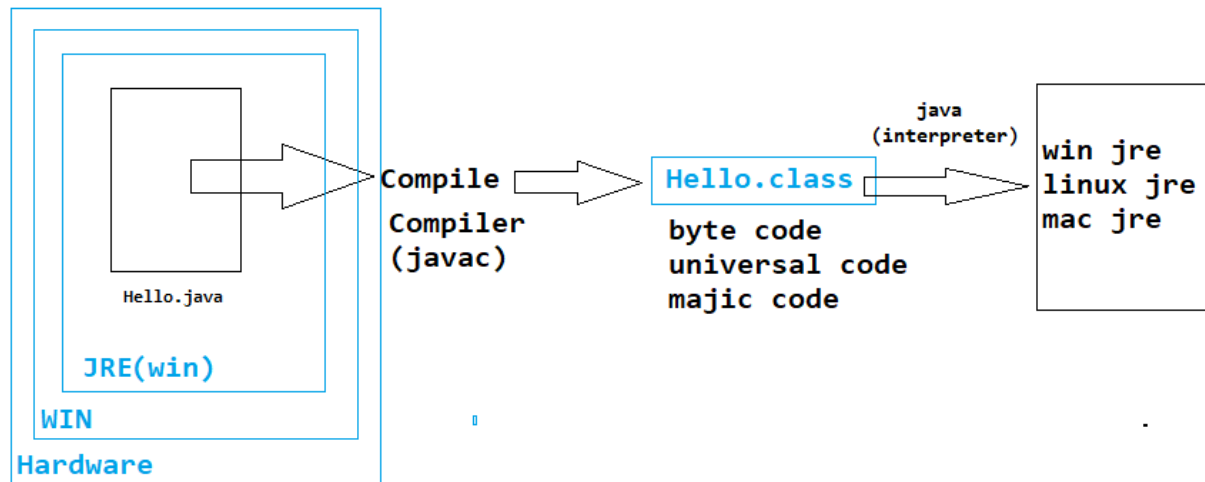 Hello.java
JRE(win)
WIN
Hardware
Compile
Compiler
(javac)
Hello.class
byte code
universal code
majic code
java
(interpreter)
win jre
linux jre
mac jre